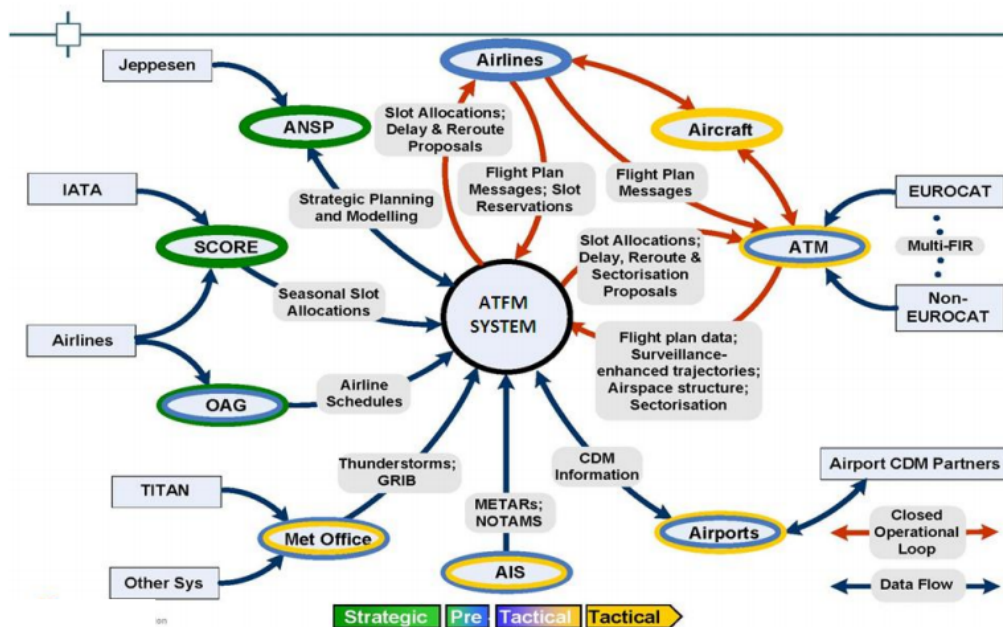 Jeppesen
Airlines
ANSP
Slot Allocations;
Delay & Reroute
Proposals
Aircraft
IATA
Strategic Planning
and Modelling
Flight Plan
Messages; Slot
Reservations
Flight Plan
Messages
EUROCAT
SCORE
Slot Allocations;
Delay, Reroute &
Sectorisation
Proposals
ATM
Multi-FIR
Seasonal Slot
Allocations
ATFM
SYSTEM
Non-
EUROCAT
Airlines
Flight plan data;
Surveillance-
enhanced trajectories;
Airspace structure;
Sectorisation
OAG
Airline
Schedules
Thunderstorms;
GRIB
CDM
Information
Airport CDM Partners
TITAN
METARs;
NOTAMS
Met Office
Airports
Closed
Operational
Loop
Other Sys
AIS
Data Flow
on
Strategic Pre Tactical Tactical